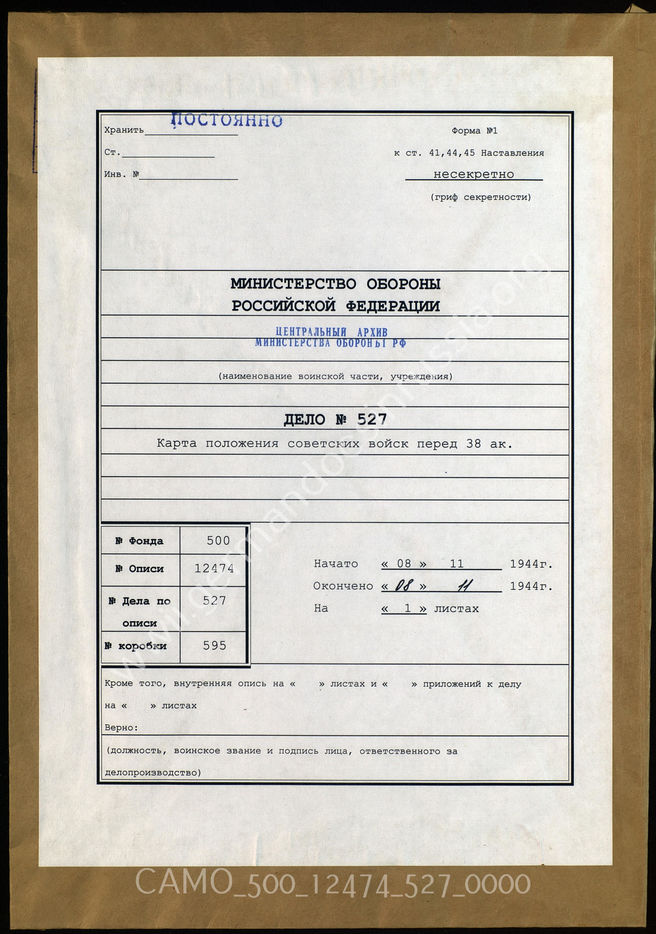 ПОСТОЯННО
Хранить
Форма №1
Ст.
к ст. 41,44,45 Наставления
Инв. №
несекретно
(гриф секретности)
МИНИСТЕРСТВО ОБОРОНЫ
РОССИЙСКОЙ ФЕДЕРАЦИИ
ЦЕНТРАЛЬНЫЙ АРХИВ
МИНИСТЕРСТВА ОБОРОНЫ РФ
(наименование воинской части, учреждения)
ДЕЛО № 527
Карта положения советских войск перед 38 ак.
№ Фонда 500
№ Описи 12474
№ Дела по описи 527
№ коробки 595
Начато « 08 » 11 1944г.
Окончено « 08 » 11 1944г.
На « 1 » листах
Кроме того, внутренняя опись на « » листах и « » приложений к делу
на « » листах
Верно:
(должность, воинское звание и подпись лица, ответственного за
делопроизводство)
www.germandocsinrussia.org
CAMO_500_12474_527_0000